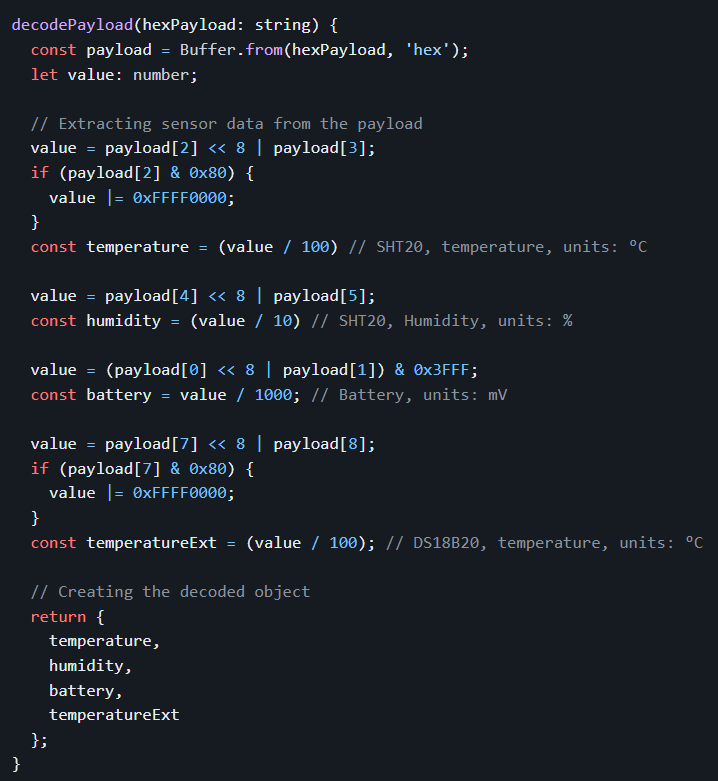 decodePayload(hexPayload: string) {
  const payload = Buffer.from(hexPayload, 'hex');
  let value: number;

  // Extracting sensor data from the payload
  value = payload[2] << 8 | payload[3];
  if (payload[2] & 0x80) {
    value |= 0xFFFF0000;
  }
  const temperature = (value / 100) // SHT20, temperature, units: ºC

  value = payload[4] << 8 | payload[5];
  const humidity = (value / 10) // SHT20, Humidity, units: %

  value = (payload[0] << 8 | payload[1]) & 0x3FFF;
  const battery = value / 1000; // Battery, units: mV

  value = payload[7] << 8 | payload[8];
  if (payload[7] & 0x80) {
    value |= 0xFFFF0000;
  }
  const temperatureExt = (value / 100); // DS18B20, temperature, units: ºC

  // Creating the decoded object
  return {
    temperature,
    humidity,
    battery,
    temperatureExt
  };
}